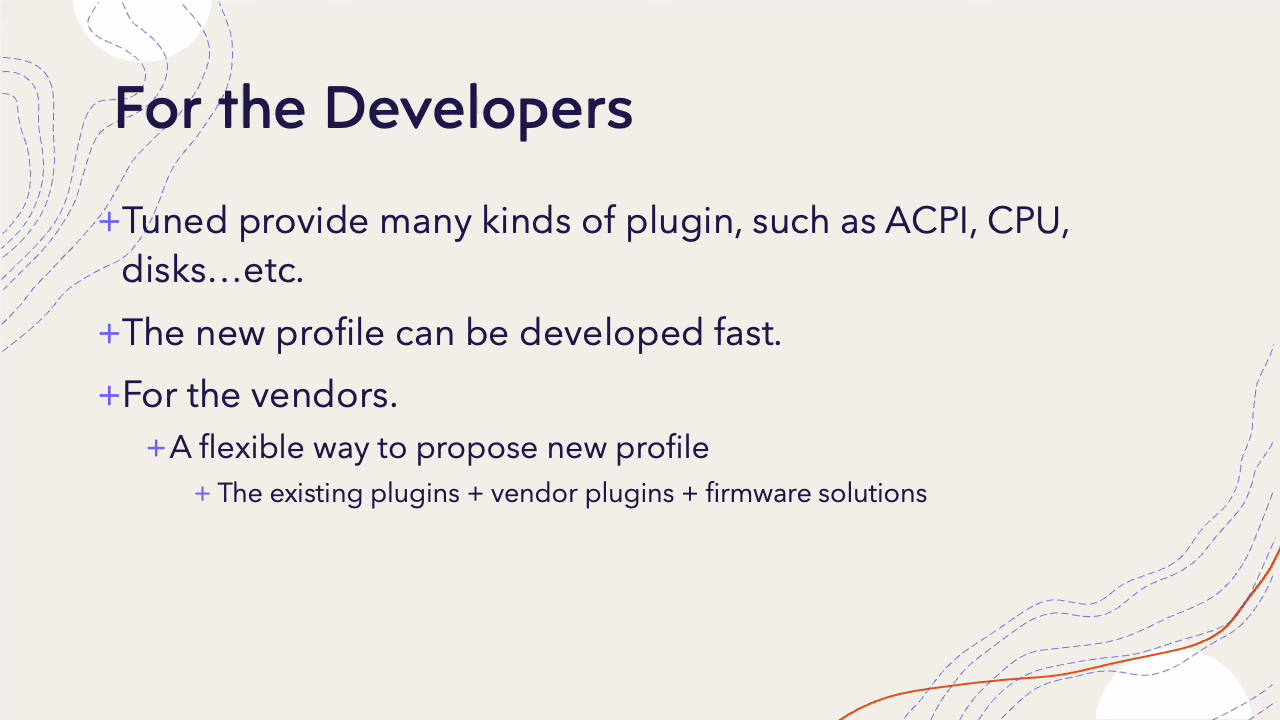 For the Developers
+Tuned provide many kinds of plugin, such as ACPI, CPU,
disks...etc.
+The new profile can be developed fast.
+For the vendors.
+A flexible way to propose new profile
+ The existing plugins + vendor plugins + firmware solutions